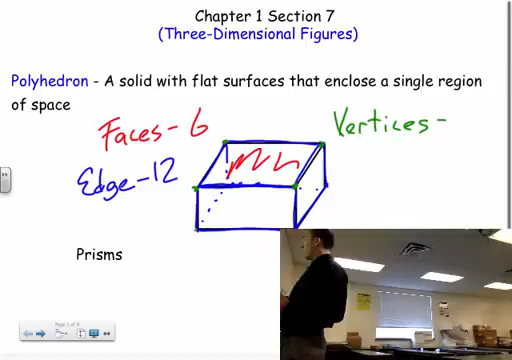 Chapter 1 Section 7
(Three-Dimensional Figures)
Polyhedron - A solid with flat surfaces that enclose a single region
of space
Faces - 6
Vertices -
Edge - 12
Prisms